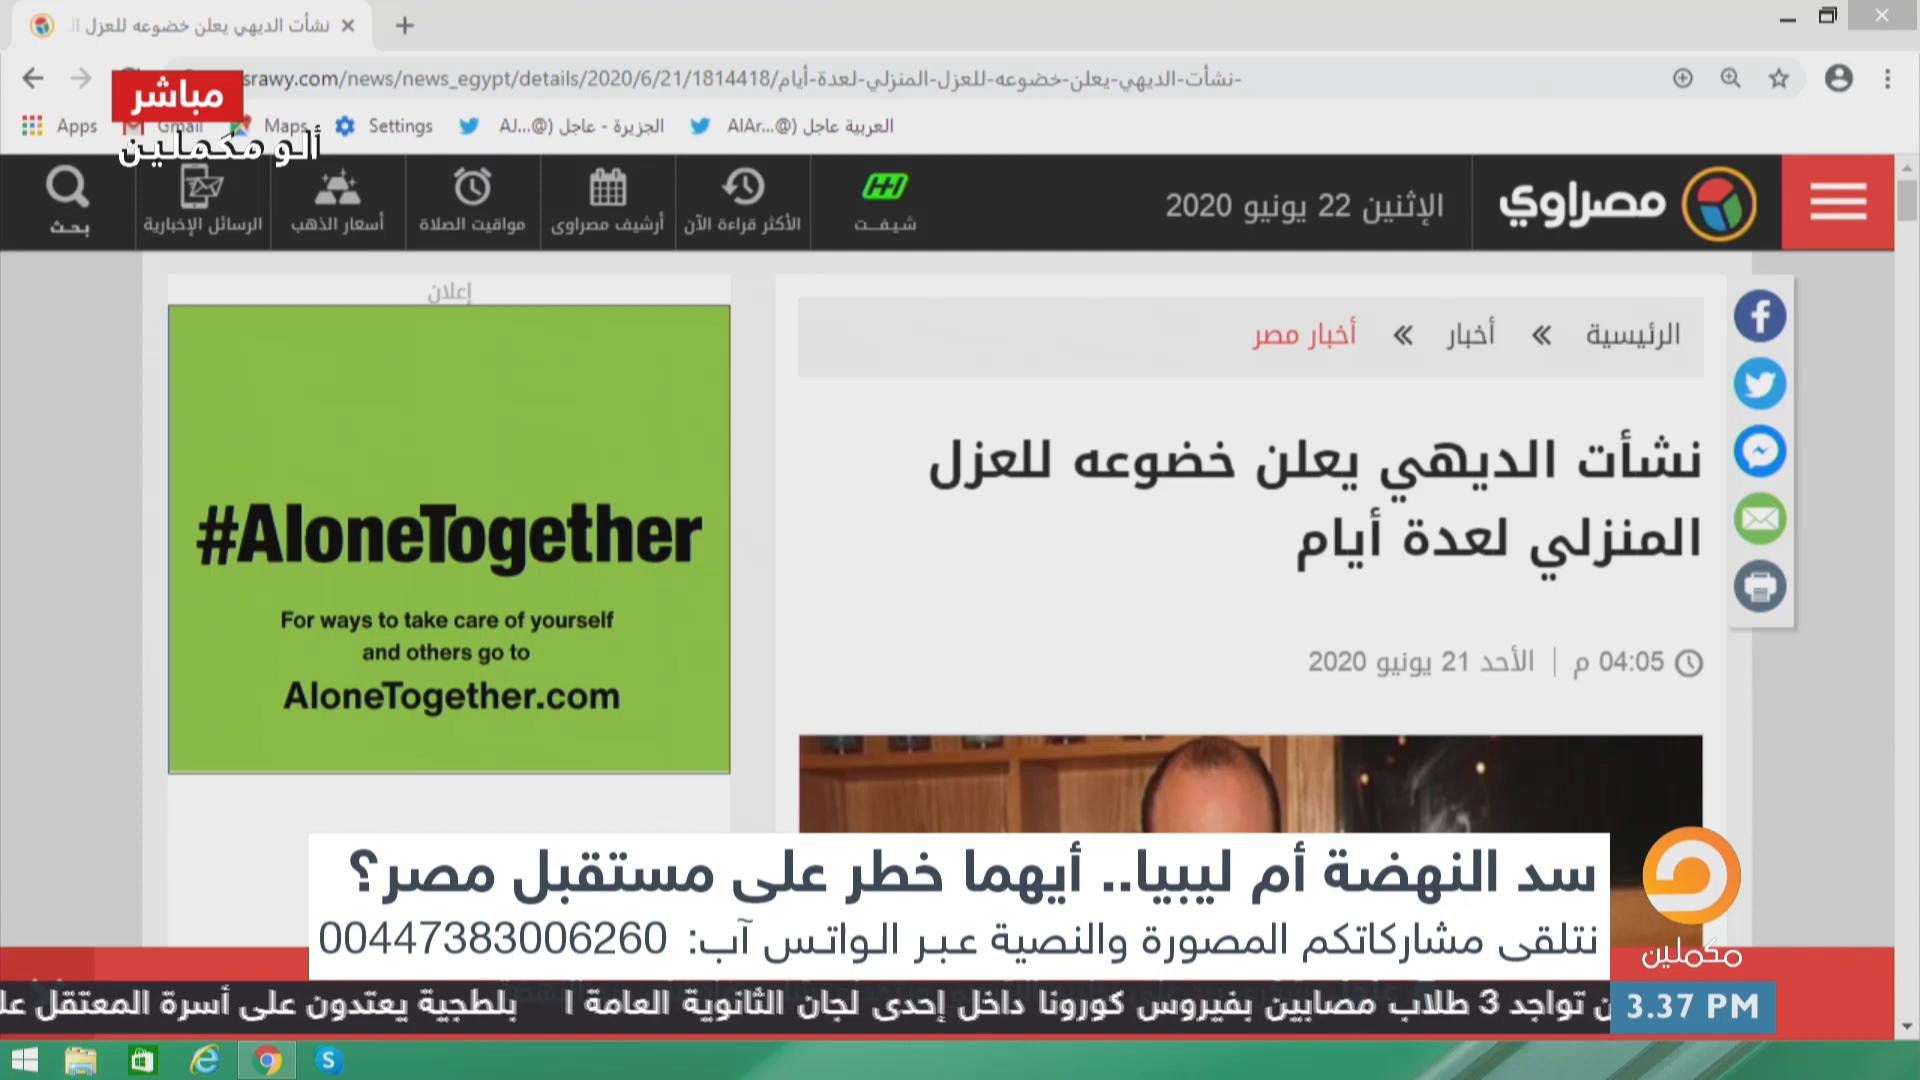 نشأت الديهي يعلن خضوعه للعزل ال
srawy.com/news/news_egypt/details/2020/6/21/1814418/نشأت-الديهي-يعلن-خضوعه-للعزل-المنزلي-لعدة-أيام-
مباشر
ألو مكملين
Apps
Gmail
Maps
Settings
الجزيرة - عاجل (@AJ...
العربية عاجل (@AlAr...
مصراوي
الإثنين 22 يونيو 2020
شيفت
الأكثر قراءة الآن
أرشيف مصراوى
مواقيت الصلاة
أسعار الذهب
الرسائل الإخبارية
بحث
الرئيسية » أخبار » أخبار مصر
نشأت الديهي يعلن خضوعه للعزل
المنزلي لعدة أيام
04:05 م | الأحد 21 يونيو 2020
إعلان
#AloneTogether
For ways to take care of yourself
and others go to
AloneTogether.com
سد النهضة أم ليبيا.. أيهما خطر على مستقبل مصر؟
نتلقى مشاركاتكم المصورة والنصية عبر الواتس آب: 00447383006260
مكملين
تواجد 3 طلاب مصابين بفيروس كورونا داخل إحدى لجان الثانوية العامة ا بلطجية يعتدون على أسرة المعتقل
3.37 PM